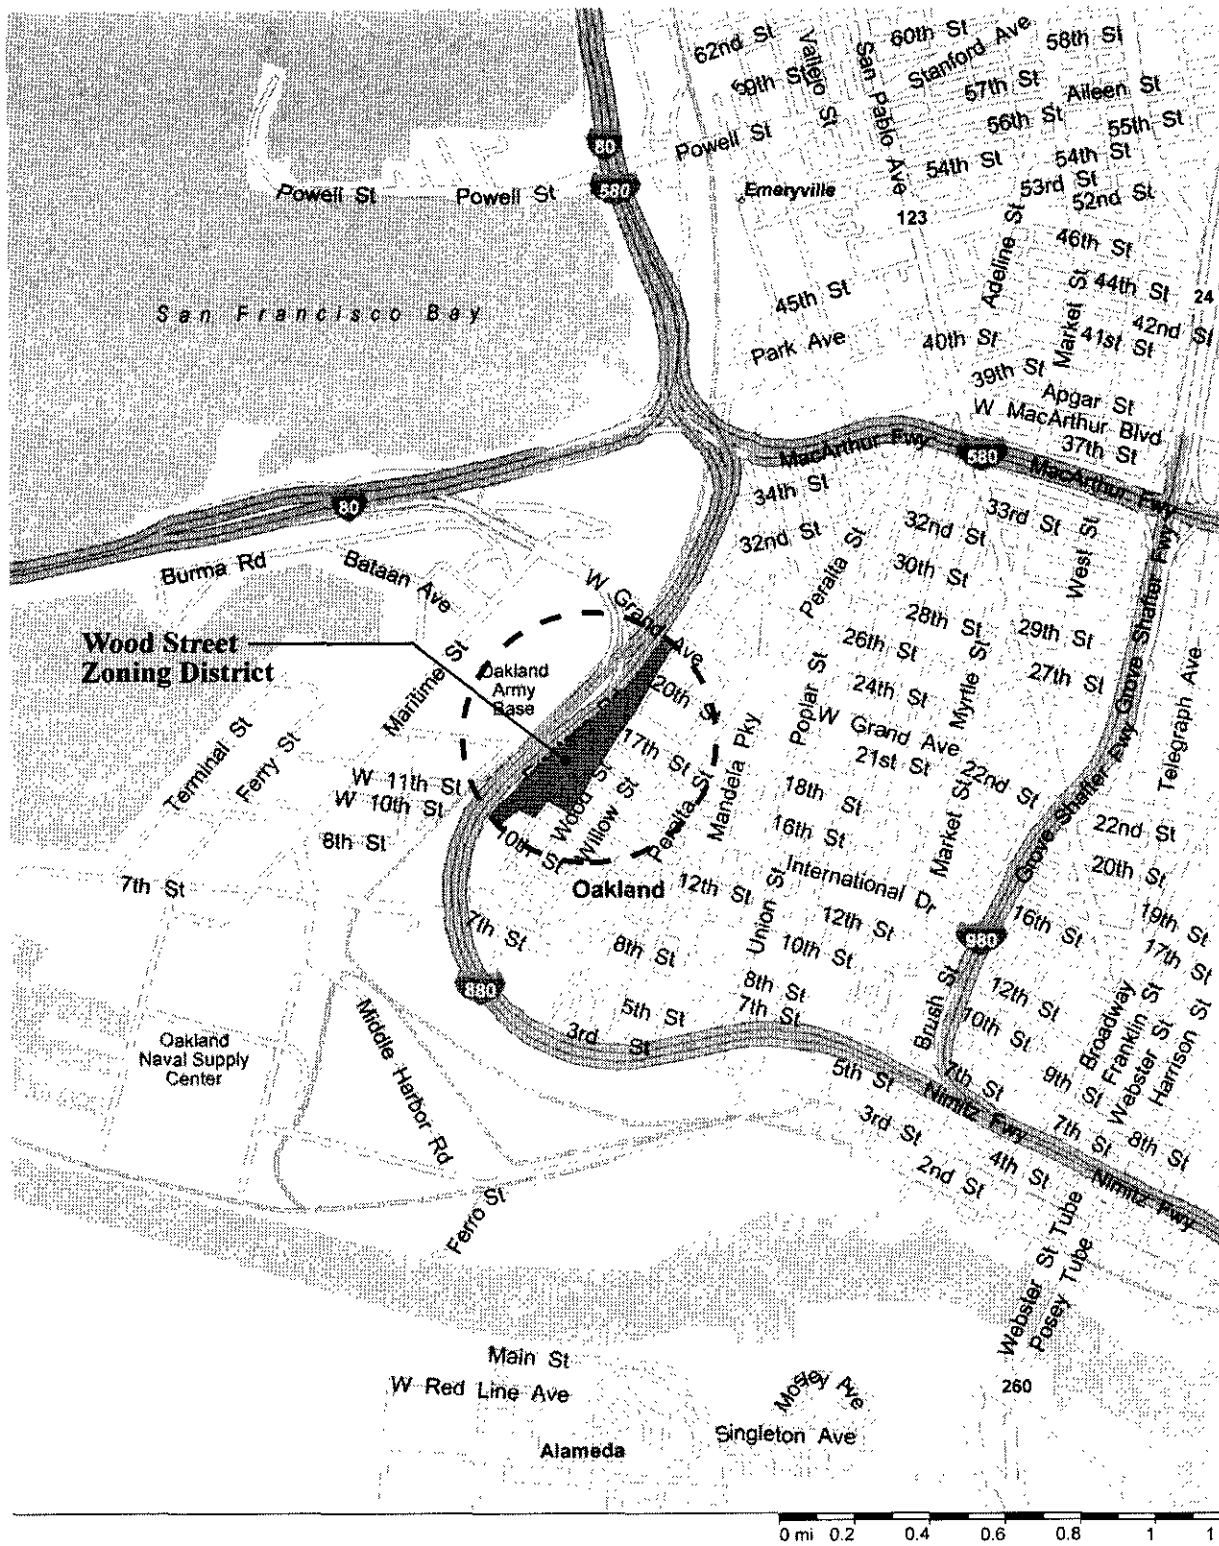 62nd St
Vallejo St
San Pablo Ave
60th St
Stanford Ave
58th St
59th St
57th St
Aileen St
56th St
55th St
Powell St
80
54th St
54th St
53rd St
52nd St
580
Emeryville
Powell St
Powell St
123
Adeline St
46th St
44th St
24
San Francisco Bay
45th St
Market St
42nd St
41st St
Park Ave
40th St
39th St
Apgar St
W MacArthur Blvd
37th St
MacArthur Fwy
580
MacArthur Fwy
34th St
80
33rd St
32nd St
32nd St
West St
Peralta St
30th St
Grove Shafter Fwy
Burma Rd
Bataan Ave
W Grand Ave
28th St
29th St
26th St
27th St
Wood Street
Zoning District
Maritime St
Oakland
Army
Base
20th St
24th St
Myrtle St
Poplar St
W Grand Ave
Telegraph Ave
17th St
Mandela Pky
21st St
22nd St
Terminal St
Ferry St
W 11th St
W 10th St
8th St
Wood St
Willow St
Peralta St
10th St
18th St
16th St
Market St
Grove Shafter Fwy
22nd St
20th St
7th St
Oakland
12th St
International Dr
Union St
12th St
16th St
19th St
17th St
7th St
8th St
10th St
980
880
8th St
7th St
5th St
3rd St
Brush St
12th St
10th St
Broadway
Franklin St
Webster St
Harrison St
Oakland
Naval Supply
Center
Middle Harbor Rd
5th St
7th St
9th St
Nimitz Fwy
3rd St
7th St
8th St
2nd St
4th St
Nimitz Fwy
Ferro St
Webster St Tube
Posey Tube
Main St
W Red Line Ave
Mosley Ave
260
Singleton Ave
Alameda
0 mi 0.2 0.4 0.6 0.8 1 1